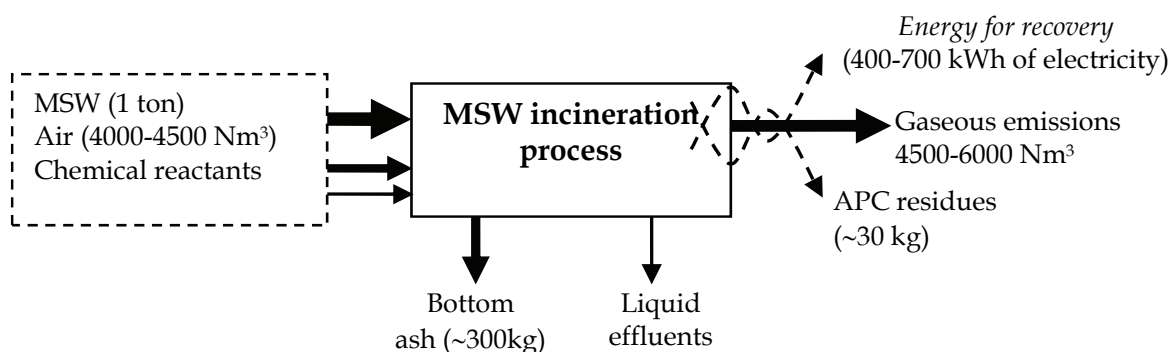 MSW (1 ton)
Air (4000-4500 Nm³)
Chemical reactants
MSW incineration
process
Energy for recovery
(400-700 kWh of electricity)
Gaseous emissions
4500-6000 Nm³
APC residues
(~30 kg)
Bottom
ash (~300kg)
Liquid
effluents